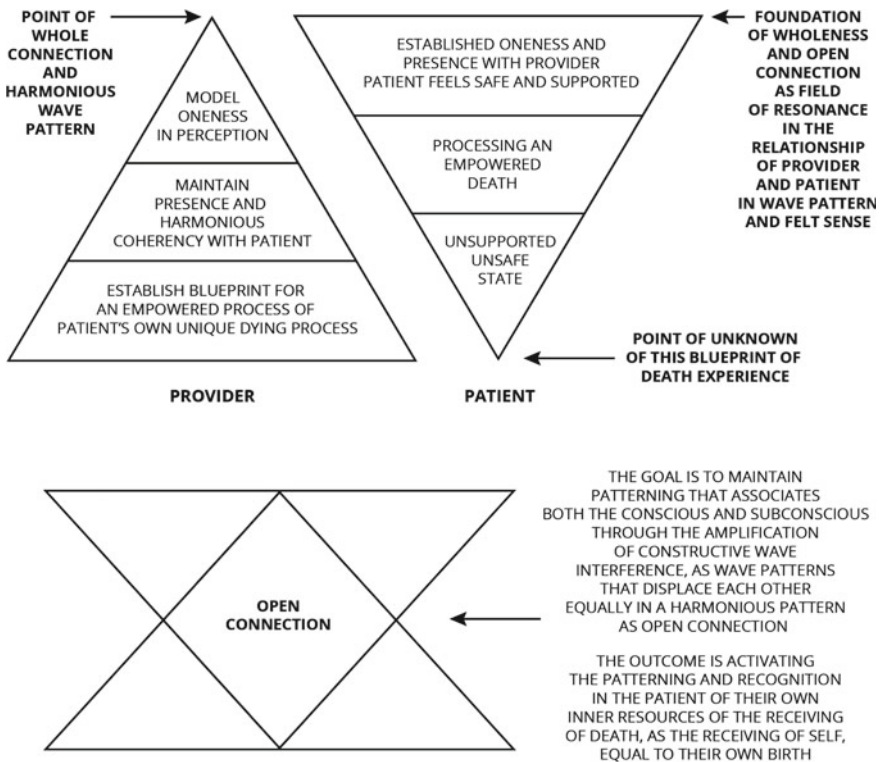 POINT OF
WHOLE
CONNECTION
AND
HARMONIOUS
WAVE
PATTERN
MODEL
ONENESS
IN PERCEPTION
MAINTAIN
PRESENCE AND
HARMONIOUS
COHERENCY WITH PATIENT
ESTABLISH BLUEPRINT FOR
AN EMPOWERED PROCESS OF
PATIENT'S OWN UNIQUE DYING PROCESS
PROVIDER
ESTABLISHED ONENESS AND
PRESENCE WITH PROVIDER
PATIENT FEELS SAFE AND SUPPORTED
PROCESSING AN
EMPOWERED
DEATH
UNSUPPORTED
UNSAFE
STATE
PATIENT
FOUNDATION
OF WHOLENESS
AND OPEN
CONNECTION
AS FIELD
OF RESONANCE
IN THE
RELATIONSHIP
OF PROVIDER
AND PATIENT
IN WAVE PATTERN
AND FELT SENSE
POINT OF UNKNOWN
OF THIS BLUEPRINT OF
DEATH EXPERIENCE
OPEN
CONNECTION
THE GOAL IS TO MAINTAIN
PATTERNING THAT ASSOCIATES
BOTH THE CONSCIOUS AND SUBCONSCIOUS
THROUGH THE AMPLIFICATION
OF CONSTRUCTIVE WAVE
INTERFERENCE, AS WAVE PATTERNS
THAT DISPLACE EACH OTHER
EQUALLY IN A HARMONIOUS PATTERN
AS OPEN CONNECTION
THE OUTCOME IS ACTIVATING
THE PATTERNING AND RECOGNITION
IN THE PATIENT OF THEIR OWN
INNER RESOURCES OF THE RECEIVING
OF DEATH, AS THE RECEIVING OF SELF,
EQUAL TO THEIR OWN BIRTH